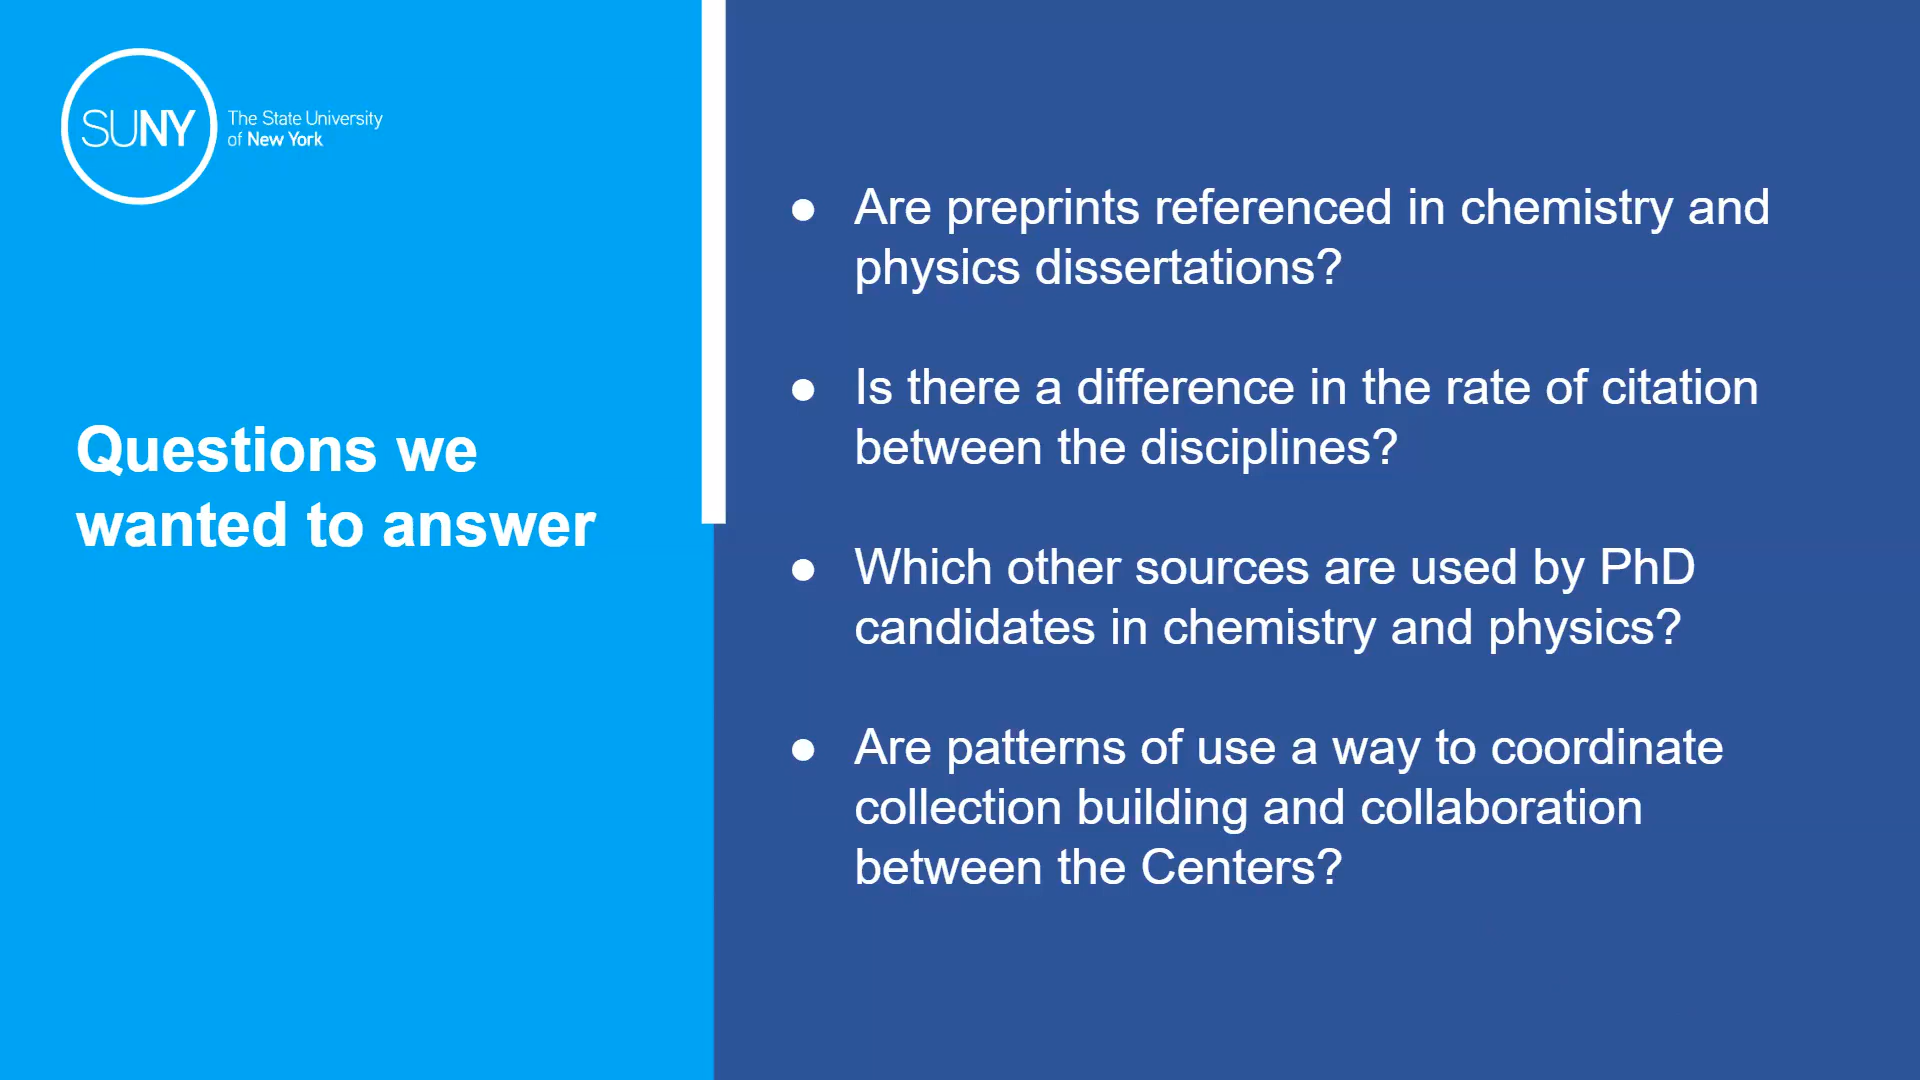 SUNY
The State University
of New York
Questions we
wanted to answer
● Are preprints referenced in chemistry and
physics dissertations?
● Is there a difference in the rate of citation
between the disciplines?
● Which other sources are used by PhD
candidates in chemistry and physics?
● Are patterns of use a way to coordinate
collection building and collaboration
between the Centers?